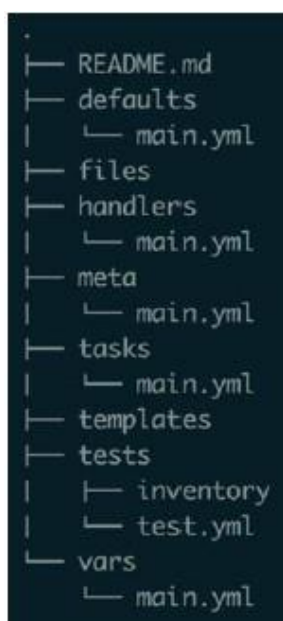 .
├── README.md
├── defaults
│   └── main.yml
├── files
├── handlers
│   └── main.yml
├── meta
│   └── main.yml
├── tasks
│   └── main.yml
├── templates
├── tests
│   ├── inventory
│   └── test.yml
└── vars
    └── main.yml